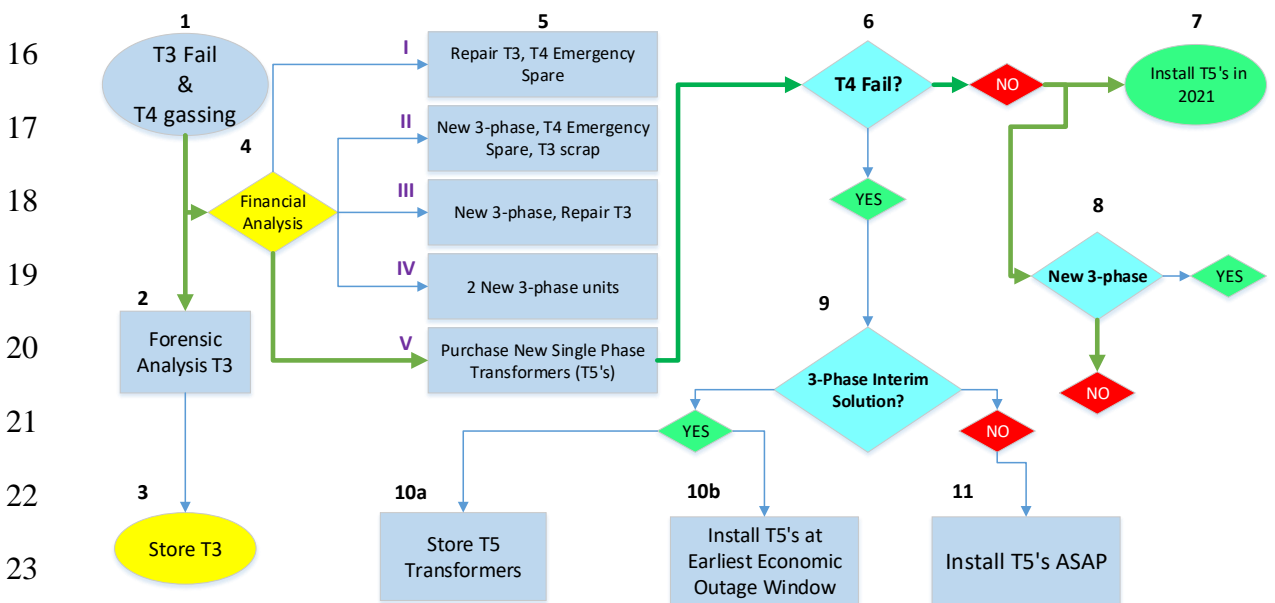 1
5
6
7
16
T3 Fail
&
T4 gassing
I
Repair T3, T4 Emergency
Spare
T4 Fail?
NO
Install T5's in
2021
17
4
II
New 3-phase, T4 Emergency
Spare, T3 scrap
18
Financial
Analysis
III
New 3-phase, Repair T3
YES
8
19
IV
2 New 3-phase units
New 3-phase
YES
2
Forensic
Analysis T3
9
20
V
Purchase New Single Phase
Transformers (T5's)
3-Phase Interim
Solution?
NO
21
YES
NO
22
3
10a
10b
11
Store T3
Store T5
Transformers
Install T5's at
Earliest Economic
Outage Window
Install T5's ASAP
23